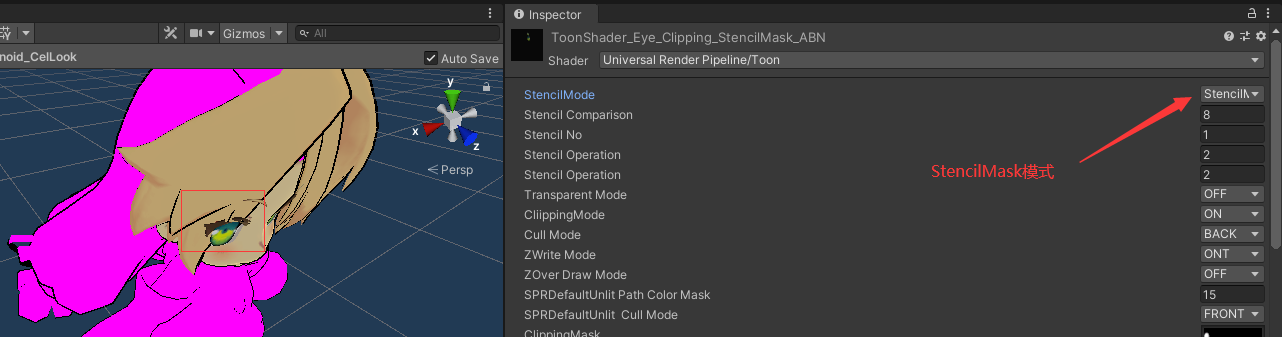 Inspector
Gizmos
All
ToonShader_Eye_Clipping_StencilMask_ABN
noid_CelLook
Auto Save
Shader
Universal Render Pipeline/Toon
y
x
z
Persp
StencilMode
StencilM
Stencil Comparison
8
Stencil No
1
Stencil Operation
2
Stencil Operation
2
StencilMask模式
Transparent Mode
OFF
CliippingMode
ON
Cull Mode
BACK
ZWrite Mode
ONT
ZOver Draw Mode
OFF
SPRDefaultUnlit Path Color Mask
15
SPRDefaultUnlit  Cull Mode
FRONT
ClippingMask